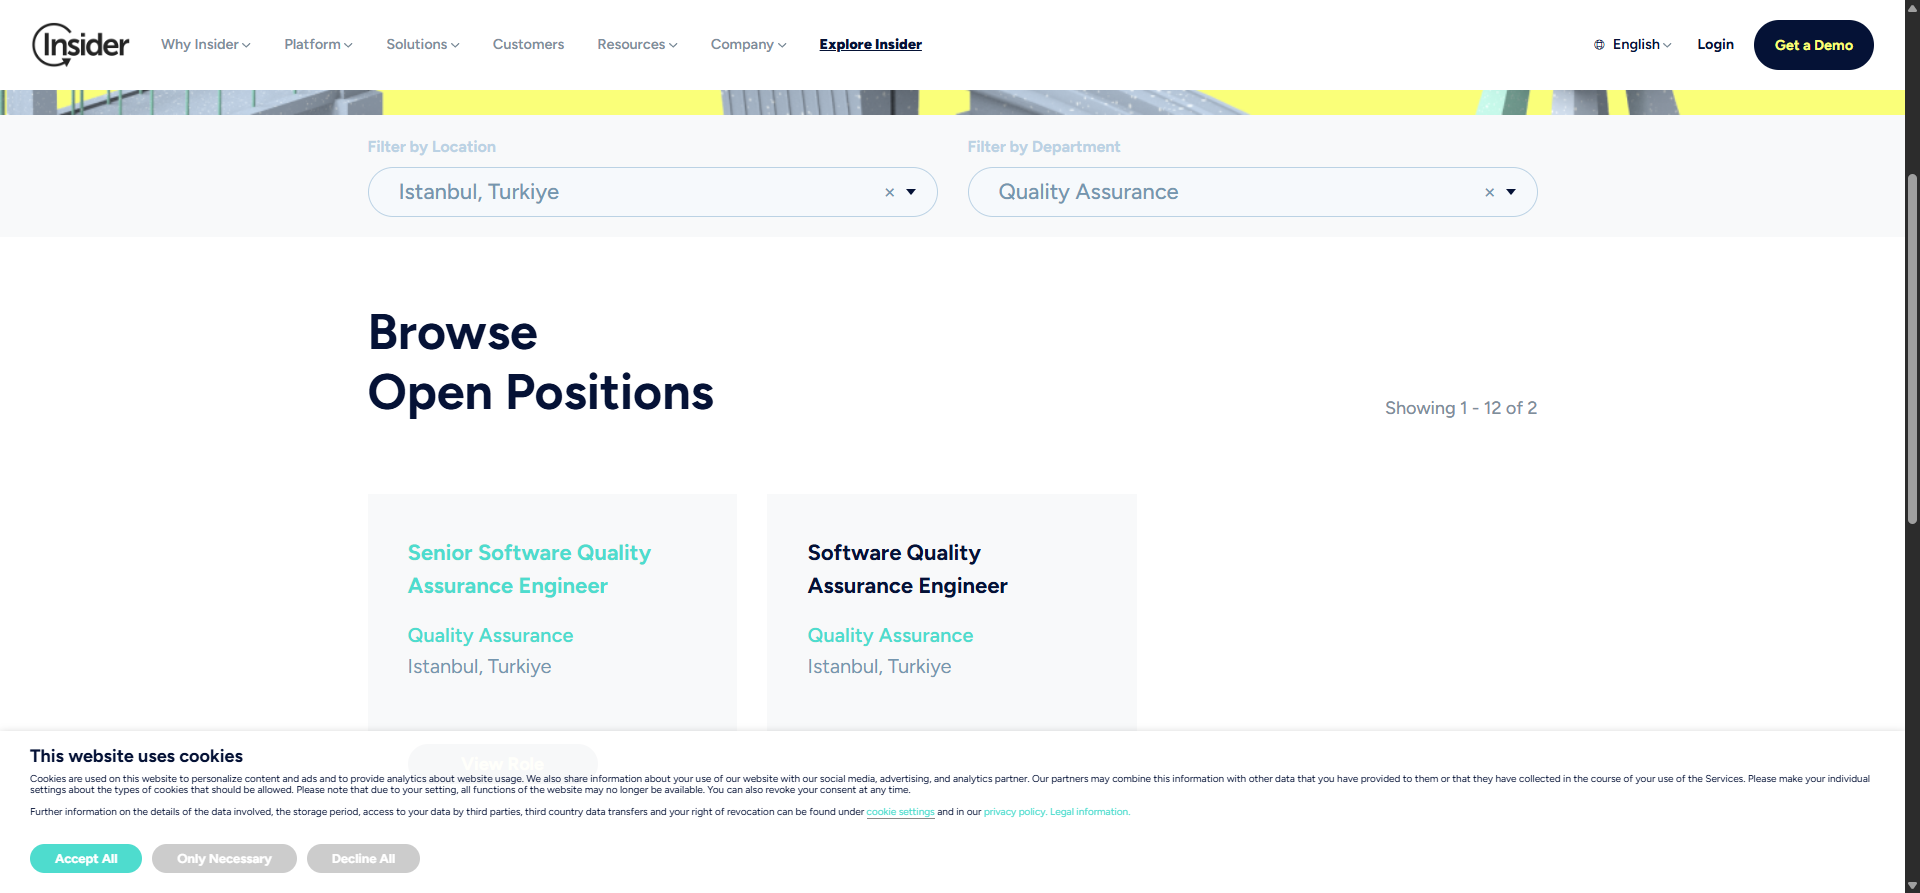 Insider
Why Insider
Platform
Solutions
Customers
Resources
Company
Explore Insider
English
Login
Get a Demo
Filter by Location
Filter by Department
Istanbul, Turkiye
×
Quality Assurance
×
Browse
Open Positions
Showing 1 - 12 of 2
Senior Software Quality
Assurance Engineer
Quality Assurance
Istanbul, Turkiye
Software Quality
Assurance Engineer
Quality Assurance
Istanbul, Turkiye
View Role
This website uses cookies
Cookies are used on this website to personalize content and ads and to provide analytics about website usage. We also share information about your use of our website with our social media, advertising, and analytics partner. Our partners may combine this information with other data that you have provided to them or that they have collected in the course of your use of the Services. Please make your individual
settings about the types of cookies that should be allowed. Please note that due to your setting, all functions of the website may no longer be available. You can also revoke your consent at any time.
Further information on the details of the data involved, the storage period, access to your data by third parties, third country data transfers and your right of revocation can be found under cookie settings and in our privacy policy. Legal information.
Accept All
Only Necessary
Decline All